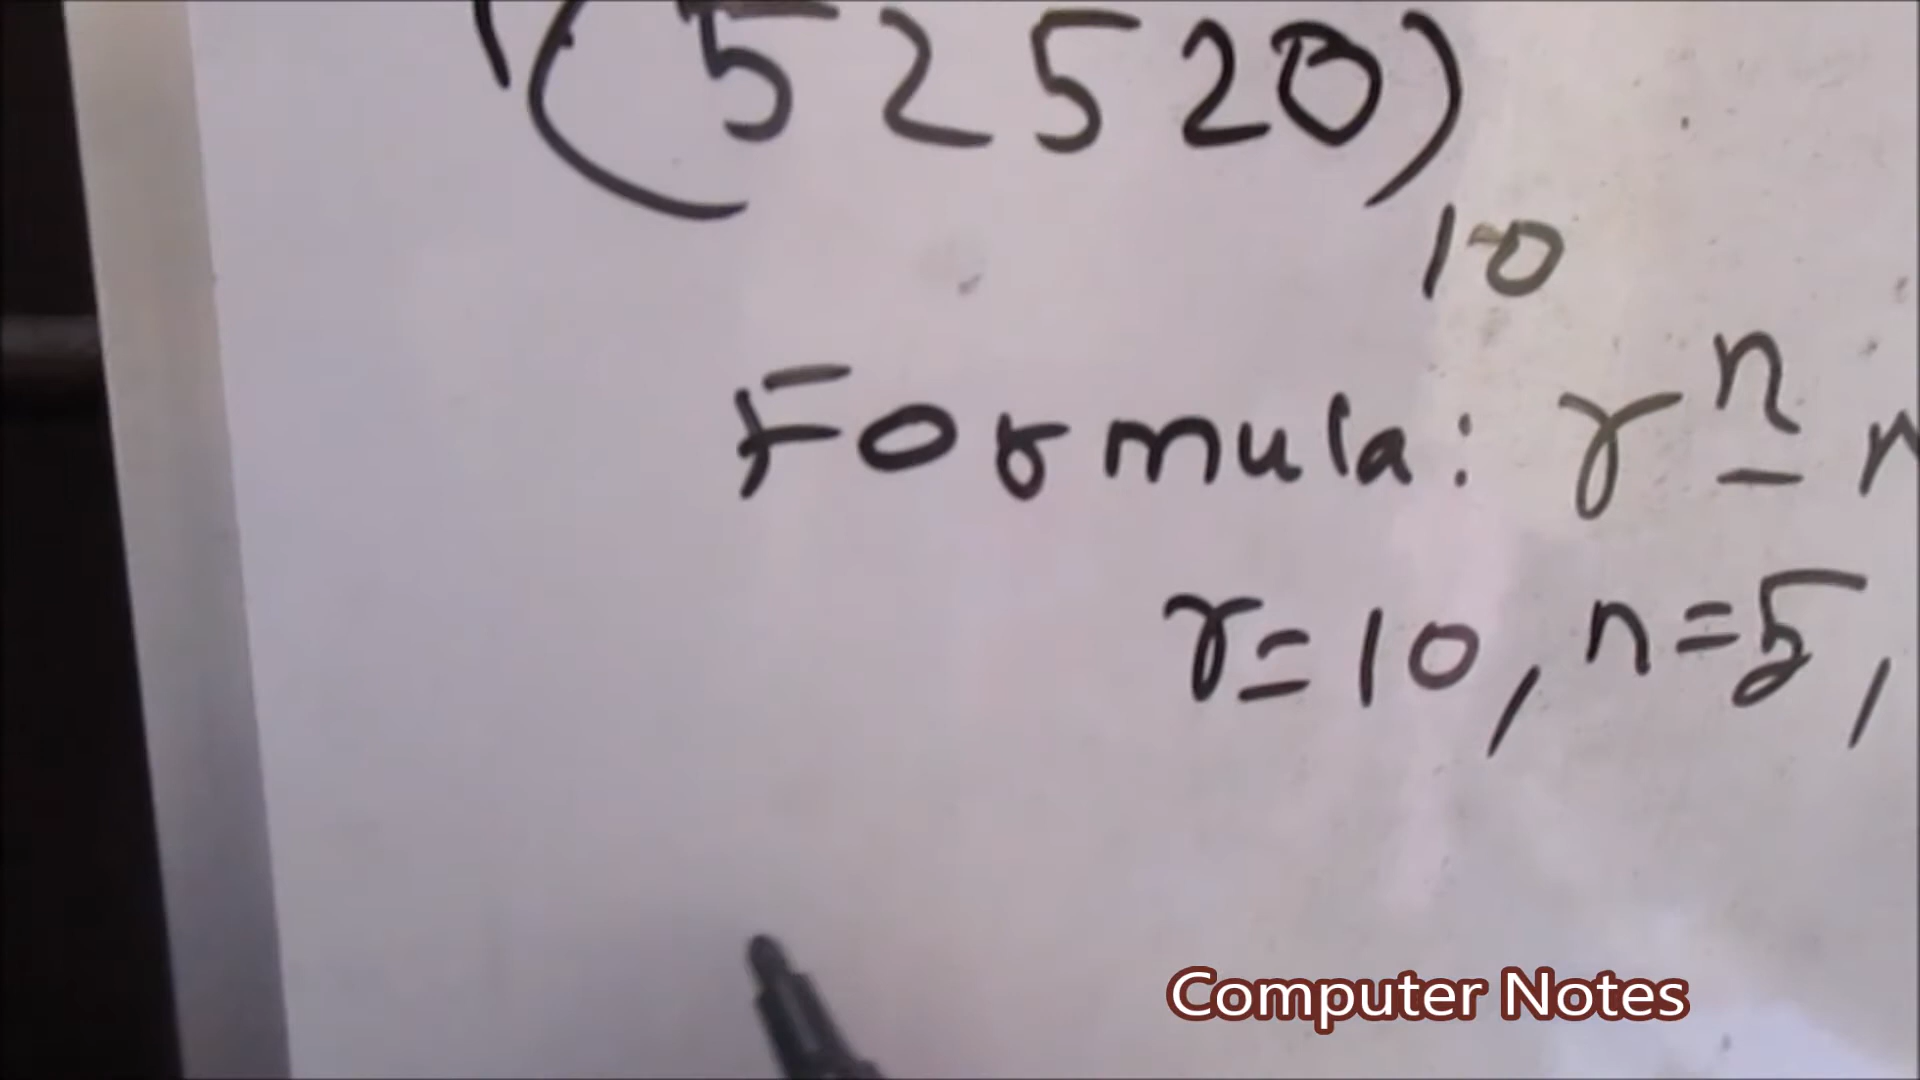 (52520)
10
Formula: r^n -
r=10, n=5,
Computer Notes